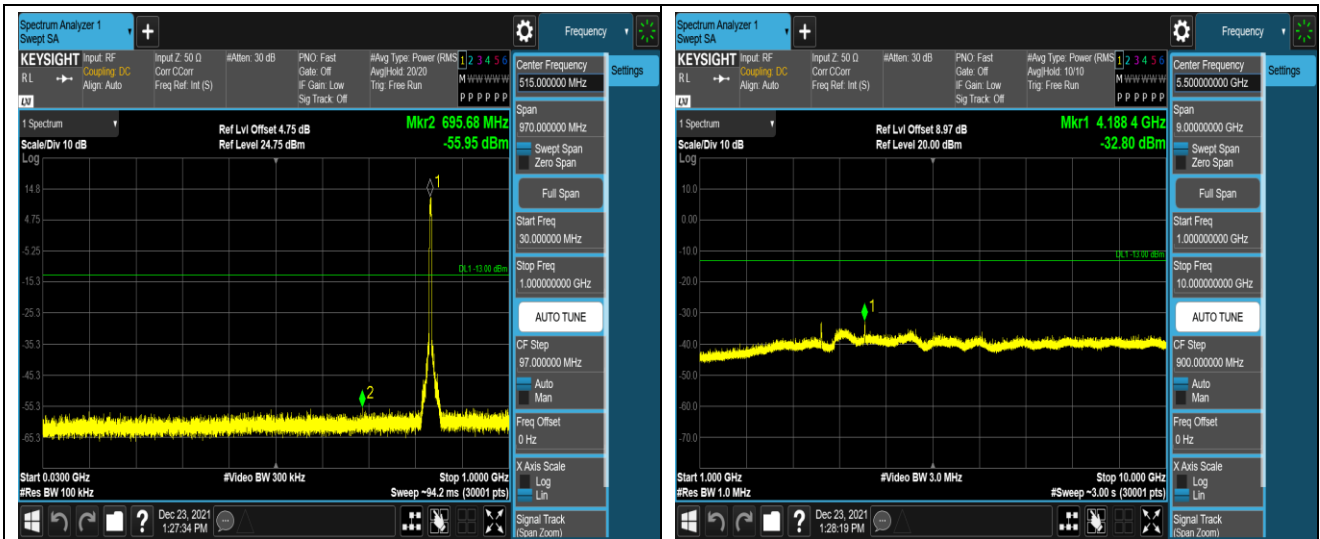 Spectrum Analyzer 1
Swept SA
Frequency
KEYSIGHT
Input: RF
Coupling: DC
Align: Auto
Input Z: 50 Ω
Corr CCorr
Freq Ref: Int (S)
#Atten: 30 dB
PNO: Fast
Gate: Off
IF Gain: Low
Sig Track: Off
#Avg Type: Power (RMS
Avg|Hold: 20/20
Trig: Free Run
1 2 3 4 5 6
M W W W W W
P P P P P P
R L
LXI
Center Frequency
515.000000 MHz
Settings
Span
970.000000 MHz
Swept Span
Zero Span
Full Span
Start Freq
30.000000 MHz
Stop Freq
1.000000000 GHz
AUTO TUNE
CF Step
97.000000 MHz
Auto
Man
Freq Offset
0 Hz
X Axis Scale
Log
Lin
Signal Track
(Span Zoom)
1 Spectrum
Scale/Div 10 dB
Log
Ref Lvl Offset 4.75 dB
Ref Level 24.75 dBm
Mkr2 695.68 MHz
-55.95 dBm
14.8
4.75
-5.25
-15.3
-25.3
-35.3
-45.3
-55.3
-65.3
DL1 -13.00 dBm
1
2
Start 0.0300 GHz
#Res BW 100 kHz
#Video BW 300 kHz
Stop 1.0000 GHz
Sweep ~94.2 ms (30001 pts)
?
Dec 23, 2021
1:27:34 PM
Spectrum Analyzer 1
Swept SA
Frequency
KEYSIGHT
Input: RF
Coupling: DC
Align: Auto
Input Z: 50 Ω
Corr CCorr
Freq Ref: Int (S)
#Atten: 30 dB
PNO: Fast
Gate: Off
IF Gain: Low
Sig Track: Off
#Avg Type: Power (RMS
Avg|Hold: 10/10
Trig: Free Run
1 2 3 4 5 6
M W W W W W
P P P P P P
R L
LXI
Center Frequency
5.500000000 GHz
Settings
Span
9.00000000 GHz
Swept Span
Zero Span
Full Span
Start Freq
1.000000000 GHz
Stop Freq
10.000000000 GHz
AUTO TUNE
CF Step
900.000000 MHz
Auto
Man
Freq Offset
0 Hz
X Axis Scale
Log
Lin
Signal Track
(Span Zoom)
1 Spectrum
Scale/Div 10 dB
Log
Ref Lvl Offset 8.97 dB
Ref Level 20.00 dBm
Mkr1 4.188 4 GHz
-32.80 dBm
10.0
0.00
-10.0
-20.0
-30.0
-40.0
-50.0
-60.0
-70.0
DL1 -13.00 dBm
1
Start 1.000 GHz
#Res BW 1.0 MHz
#Video BW 3.0 MHz
Stop 10.000 GHz
#Sweep ~3.00 s (30001 pts)
?
Dec 23, 2021
1:28:19 PM